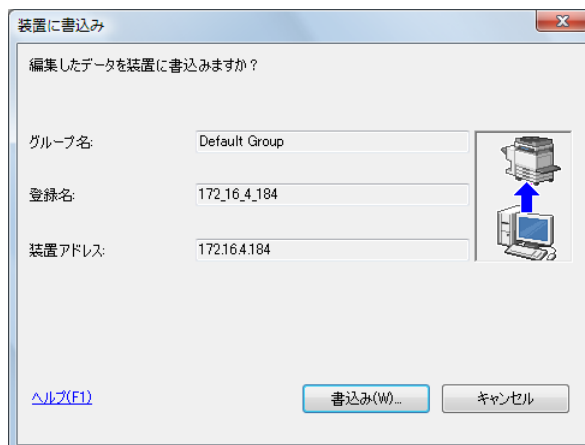 装置に書込み
編集したデータを装置に書込みますか？
グループ名: Default Group
登録名: 172_16_4_184
装置アドレス: 172.16.4.184
ヘルプ(F1) 書込み(W)... キャンセル